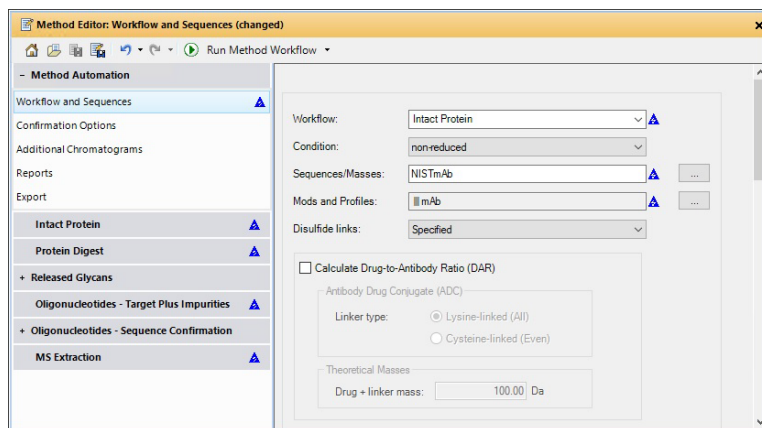 Method Editor: Workflow and Sequences (changed)
Run Method Workflow
− Method Automation
Workflow and Sequences
Confirmation Options
Additional Chromatograms
Reports
Export
Intact Protein
Protein Digest
+ Released Glycans
Oligonucleotides - Target Plus Impurities
+ Oligonucleotides - Sequence Confirmation
MS Extraction
Workflow: Intact Protein
Condition: non-reduced
Sequences/Masses: NISTmAb ...
Mods and Profiles: mAb ...
Disulfide links: Specified
Calculate Drug-to-Antibody Ratio (DAR)
Antibody Drug Conjugate (ADC)
Linker type: Lysine-linked (All)
Cysteine-linked (Even)
Theoretical Masses
Drug + linker mass: 100.00 Da